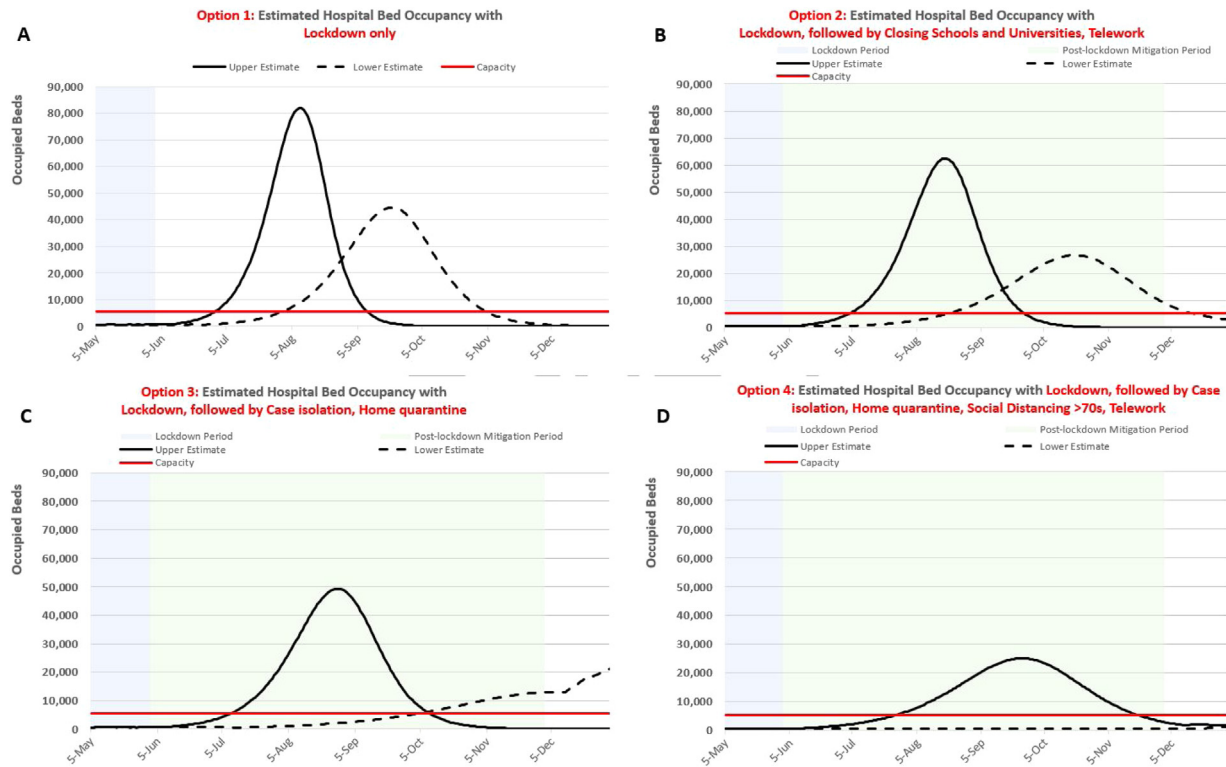 A
Option 1: Estimated Hospital Bed Occupancy with
Lockdown only
Upper Estimate
Lower Estimate
Capacity
Occupied Beds
90,000
80,000
70,000
60,000
50,000
40,000
30,000
20,000
10,000
0
5-May
5-Jun
5-Jul
5-Aug
5-Sep
5-Oct
5-Nov
5-Dec
B
Option 2: Estimated Hospital Bed Occupancy with
Lockdown, followed by Closing Schools and Universities, Telework
Lockdown Period
Post-lockdown Mitigation Period
Upper Estimate
Lower Estimate
Capacity
Occupied Beds
90,000
80,000
70,000
60,000
50,000
40,000
30,000
20,000
10,000
0
5-May
5-Jun
5-Jul
5-Aug
5-Sep
5-Oct
5-Nov
5-Dec
C
Option 3: Estimated Hospital Bed Occupancy with
Lockdown, followed by Case isolation, Home quarantine
Lockdown Period
Post-lockdown Mitigation Period
Upper Estimate
Lower Estimate
Capacity
Occupied Beds
90,000
80,000
70,000
60,000
50,000
40,000
30,000
20,000
10,000
0
5-May
5-Jun
5-Jul
5-Aug
5-Sep
5-Oct
5-Nov
5-Dec
D
Option 4: Estimated Hospital Bed Occupancy with Lockdown, followed by Case
isolation, Home quarantine, Social Distancing >70s, Telework
Lockdown Period
Post-lockdown Mitigation Period
Upper Estimate
Lower Estimate
Capacity
Occupied Beds
90,000
80,000
70,000
60,000
50,000
40,000
30,000
20,000
10,000
0
5-May
5-Jun
5-Jul
5-Aug
5-Sep
5-Oct
5-Nov
5-Dec